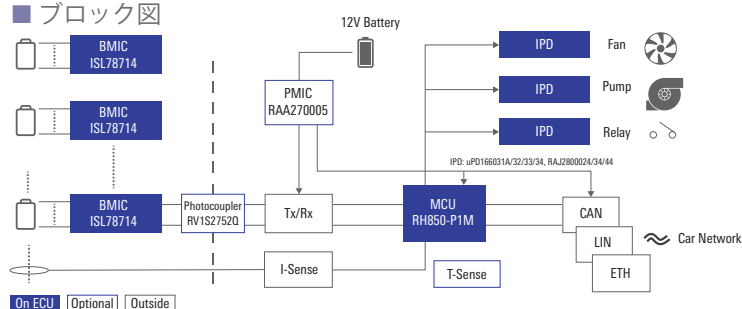 ■ ブロック図
12V Battery
BMIC
ISL78714
BMIC
ISL78714
BMIC
ISL78714
PMIC
RAA270005
IPD
Fan
IPD
Pump
IPD
Relay
IPD: uPD166031A/32/33/34, RAJ2800024/34/44
Photocoupler
RV1S2752Q
Tx/Rx
MCU
RH850-P1M
CAN
LIN
ETH
Car Network
I-Sense
T-Sense
On ECU
Optional
Outside